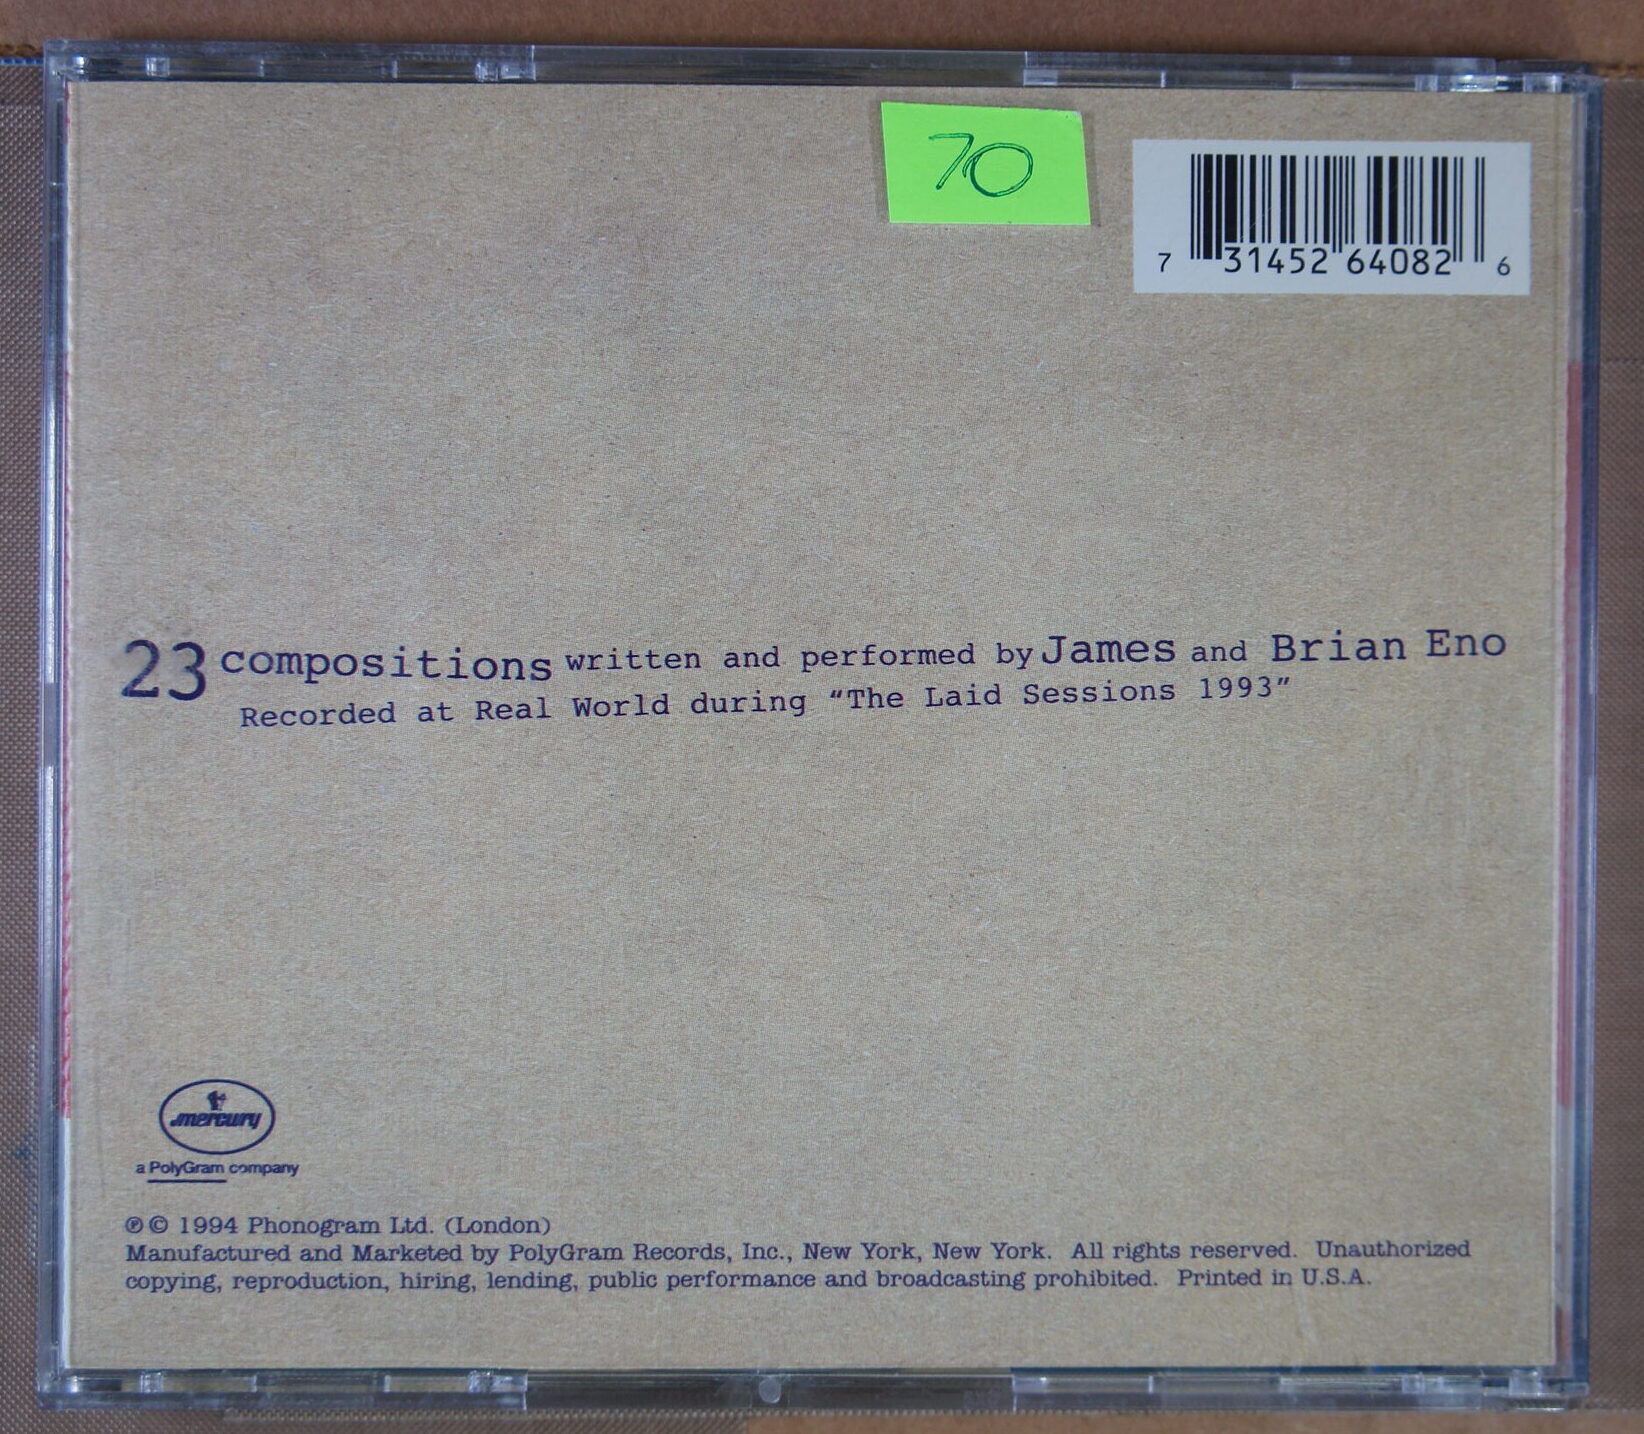 70
7 31452 64082 6
23 compositions written and performed by James and Brian Eno
Recorded at Real World during “The Laid Sessions 1993”
mercury
a PolyGram company
℗ © 1994 Phonogram Ltd. (London)
Manufactured and Marketed by PolyGram Records, Inc., New York, New York. All rights reserved. Unauthorized
copying, reproduction, hiring, lending, public performance and broadcasting prohibited. Printed in U.S.A.